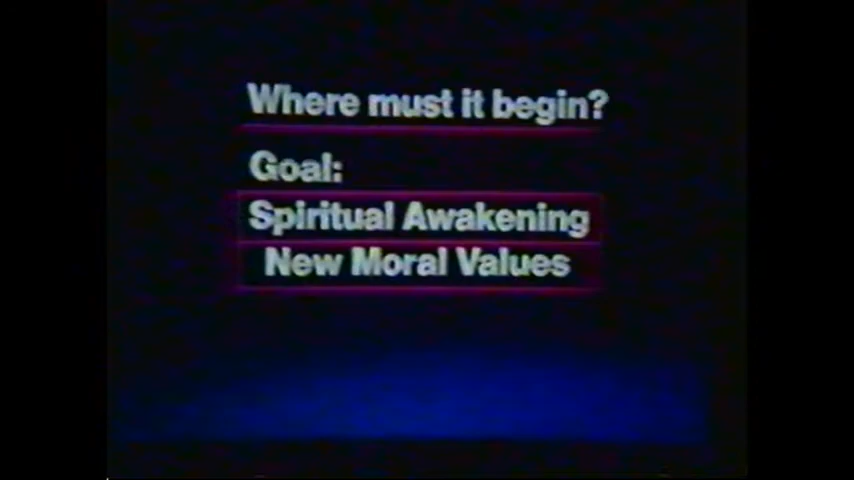 Where must it begin?
Goal:
Spiritual Awakening
New Moral Values